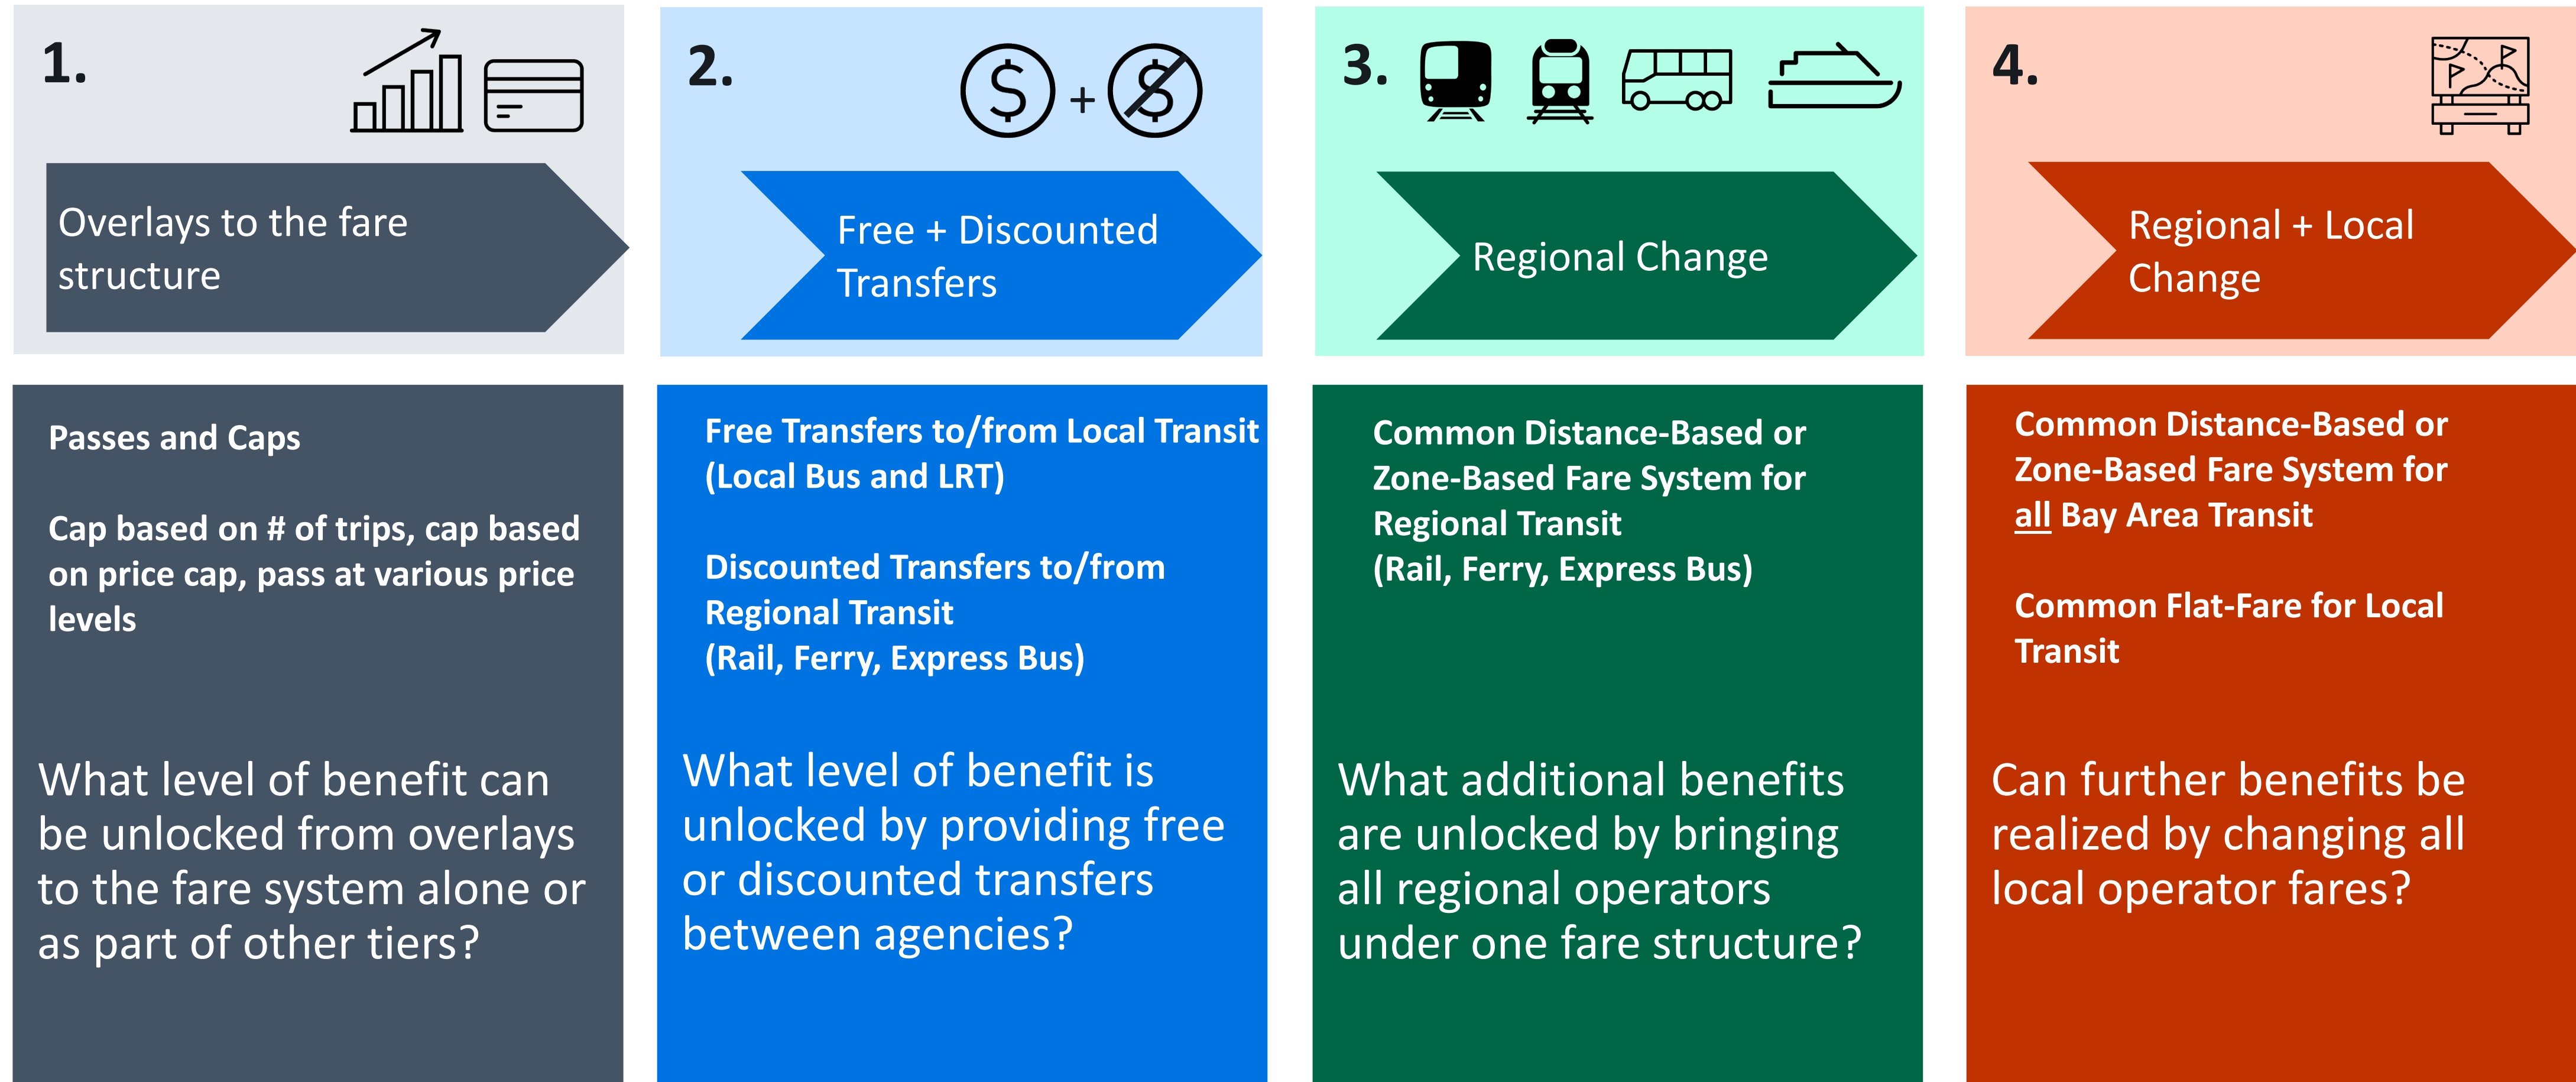 1.
Overlays to the fare
structure
Passes and Caps
Cap based on # of trips, cap based
on price cap, pass at various price
levels
What level of benefit can
be unlocked from overlays
to the fare system alone or
as part of other tiers?
2.
$ + $
Free + Discounted
Transfers
Free Transfers to/from Local Transit
(Local Bus and LRT)
Discounted Transfers to/from
Regional Transit
(Rail, Ferry, Express Bus)
What level of benefit is
unlocked by providing free
or discounted transfers
between agencies?
3.
Regional Change
Common Distance-Based or
Zone-Based Fare System for
Regional Transit
(Rail, Ferry, Express Bus)
What additional benefits
are unlocked by bringing
all regional operators
under one fare structure?
4.
Regional + Local
Change
Common Distance-Based or
Zone-Based Fare System for
all Bay Area Transit
Common Flat-Fare for Local
Transit
Can further benefits be
realized by changing all
local operator fares?